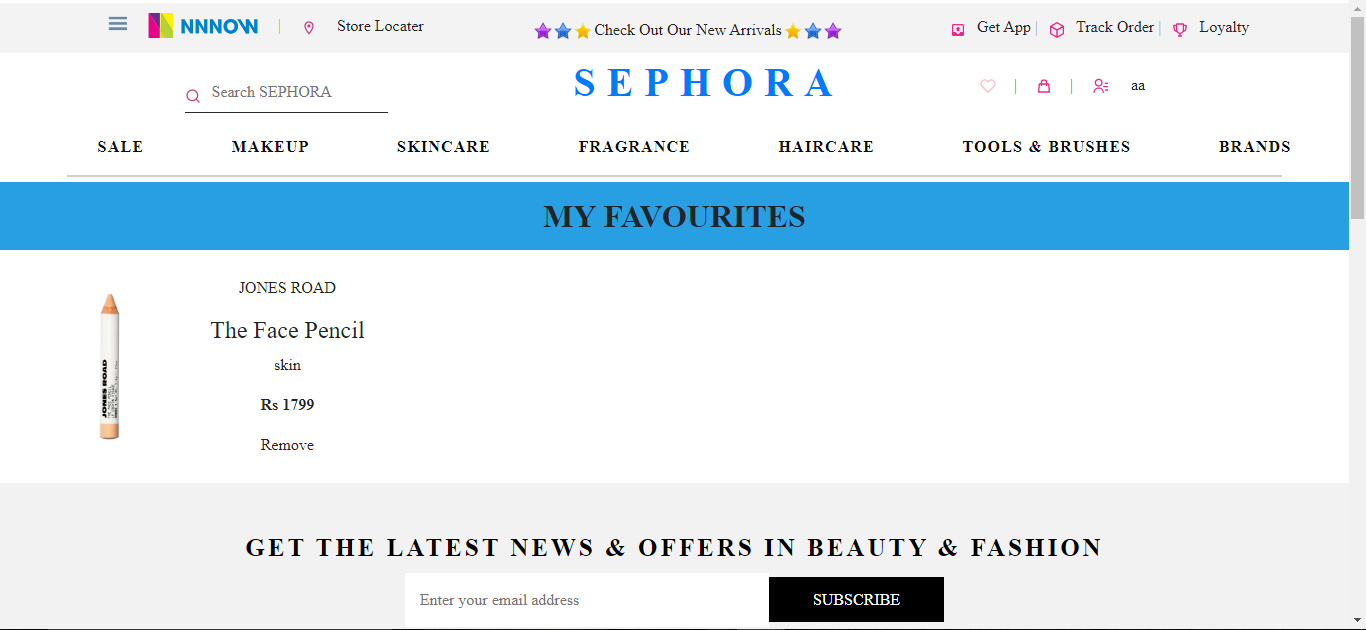 NNNOW
Store Locater
Check Out Our New Arrivals
Get App
Track Order
Loyalty
Search SEPHORA
SEPHORA
aa
SALE
MAKEUP
SKINCARE
FRAGRANCE
HAIRCARE
TOOLS & BRUSHES
BRANDS
MY FAVOURITES
JONES ROAD
The Face Pencil
skin
Rs 1799
Remove
JONES ROAD
GET THE LATEST NEWS & OFFERS IN BEAUTY & FASHION
Enter your email address
SUBSCRIBE